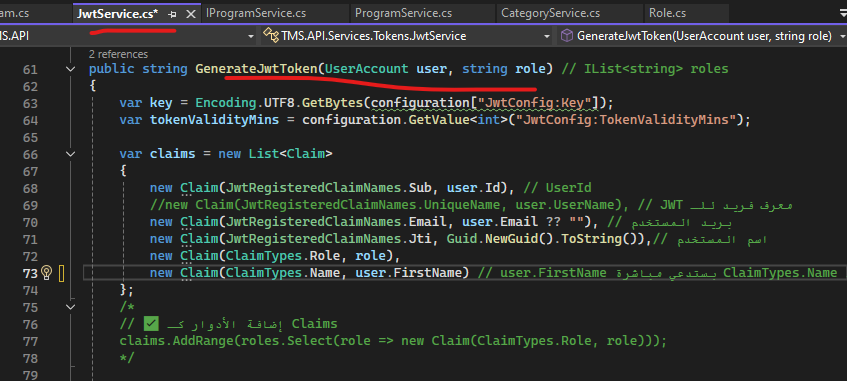 am.cs JwtService.cs* IProgramService.cs ProgramService.cs CategoryService.cs Role.cs
MS.API TMS.API.Services.Tokens.JwtService GenerateJwtToken(UserAccount user, string role)
2 references
61 public string GenerateJwtToken(UserAccount user, string role) // IList<string> roles
62 {
63 var key = Encoding.UTF8.GetBytes(configuration["JwtConfig:Key"]);
64 var tokenValidityMins = configuration.GetValue<int>("JwtConfig:TokenValidityMins");
65
66 var claims = new List<Claim>
67 {
68 new Claim(JwtRegisteredClaimNames.Sub, user.Id), // UserId
69 //new Claim(JwtRegisteredClaimNames.UniqueName, user.UserName), // JWT معرف فريد للـ
70 new Claim(JwtRegisteredClaimNames.Email, user.Email ?? ""), // بريد المستخدم
71 new Claim(JwtRegisteredClaimNames.Jti, Guid.NewGuid().ToString()),// اسم المستخدم
72 new Claim(ClaimTypes.Role, role),
73 new Claim(ClaimTypes.Name, user.FirstName) // user.FirstName بستدعي مباشرة ClaimTypes.Name
74 };
75 /*
76 // ✅ إضافة الأدوار كـ Claims
77 claims.AddRange(roles.Select(role => new Claim(ClaimTypes.Role, role)));
78 */
79